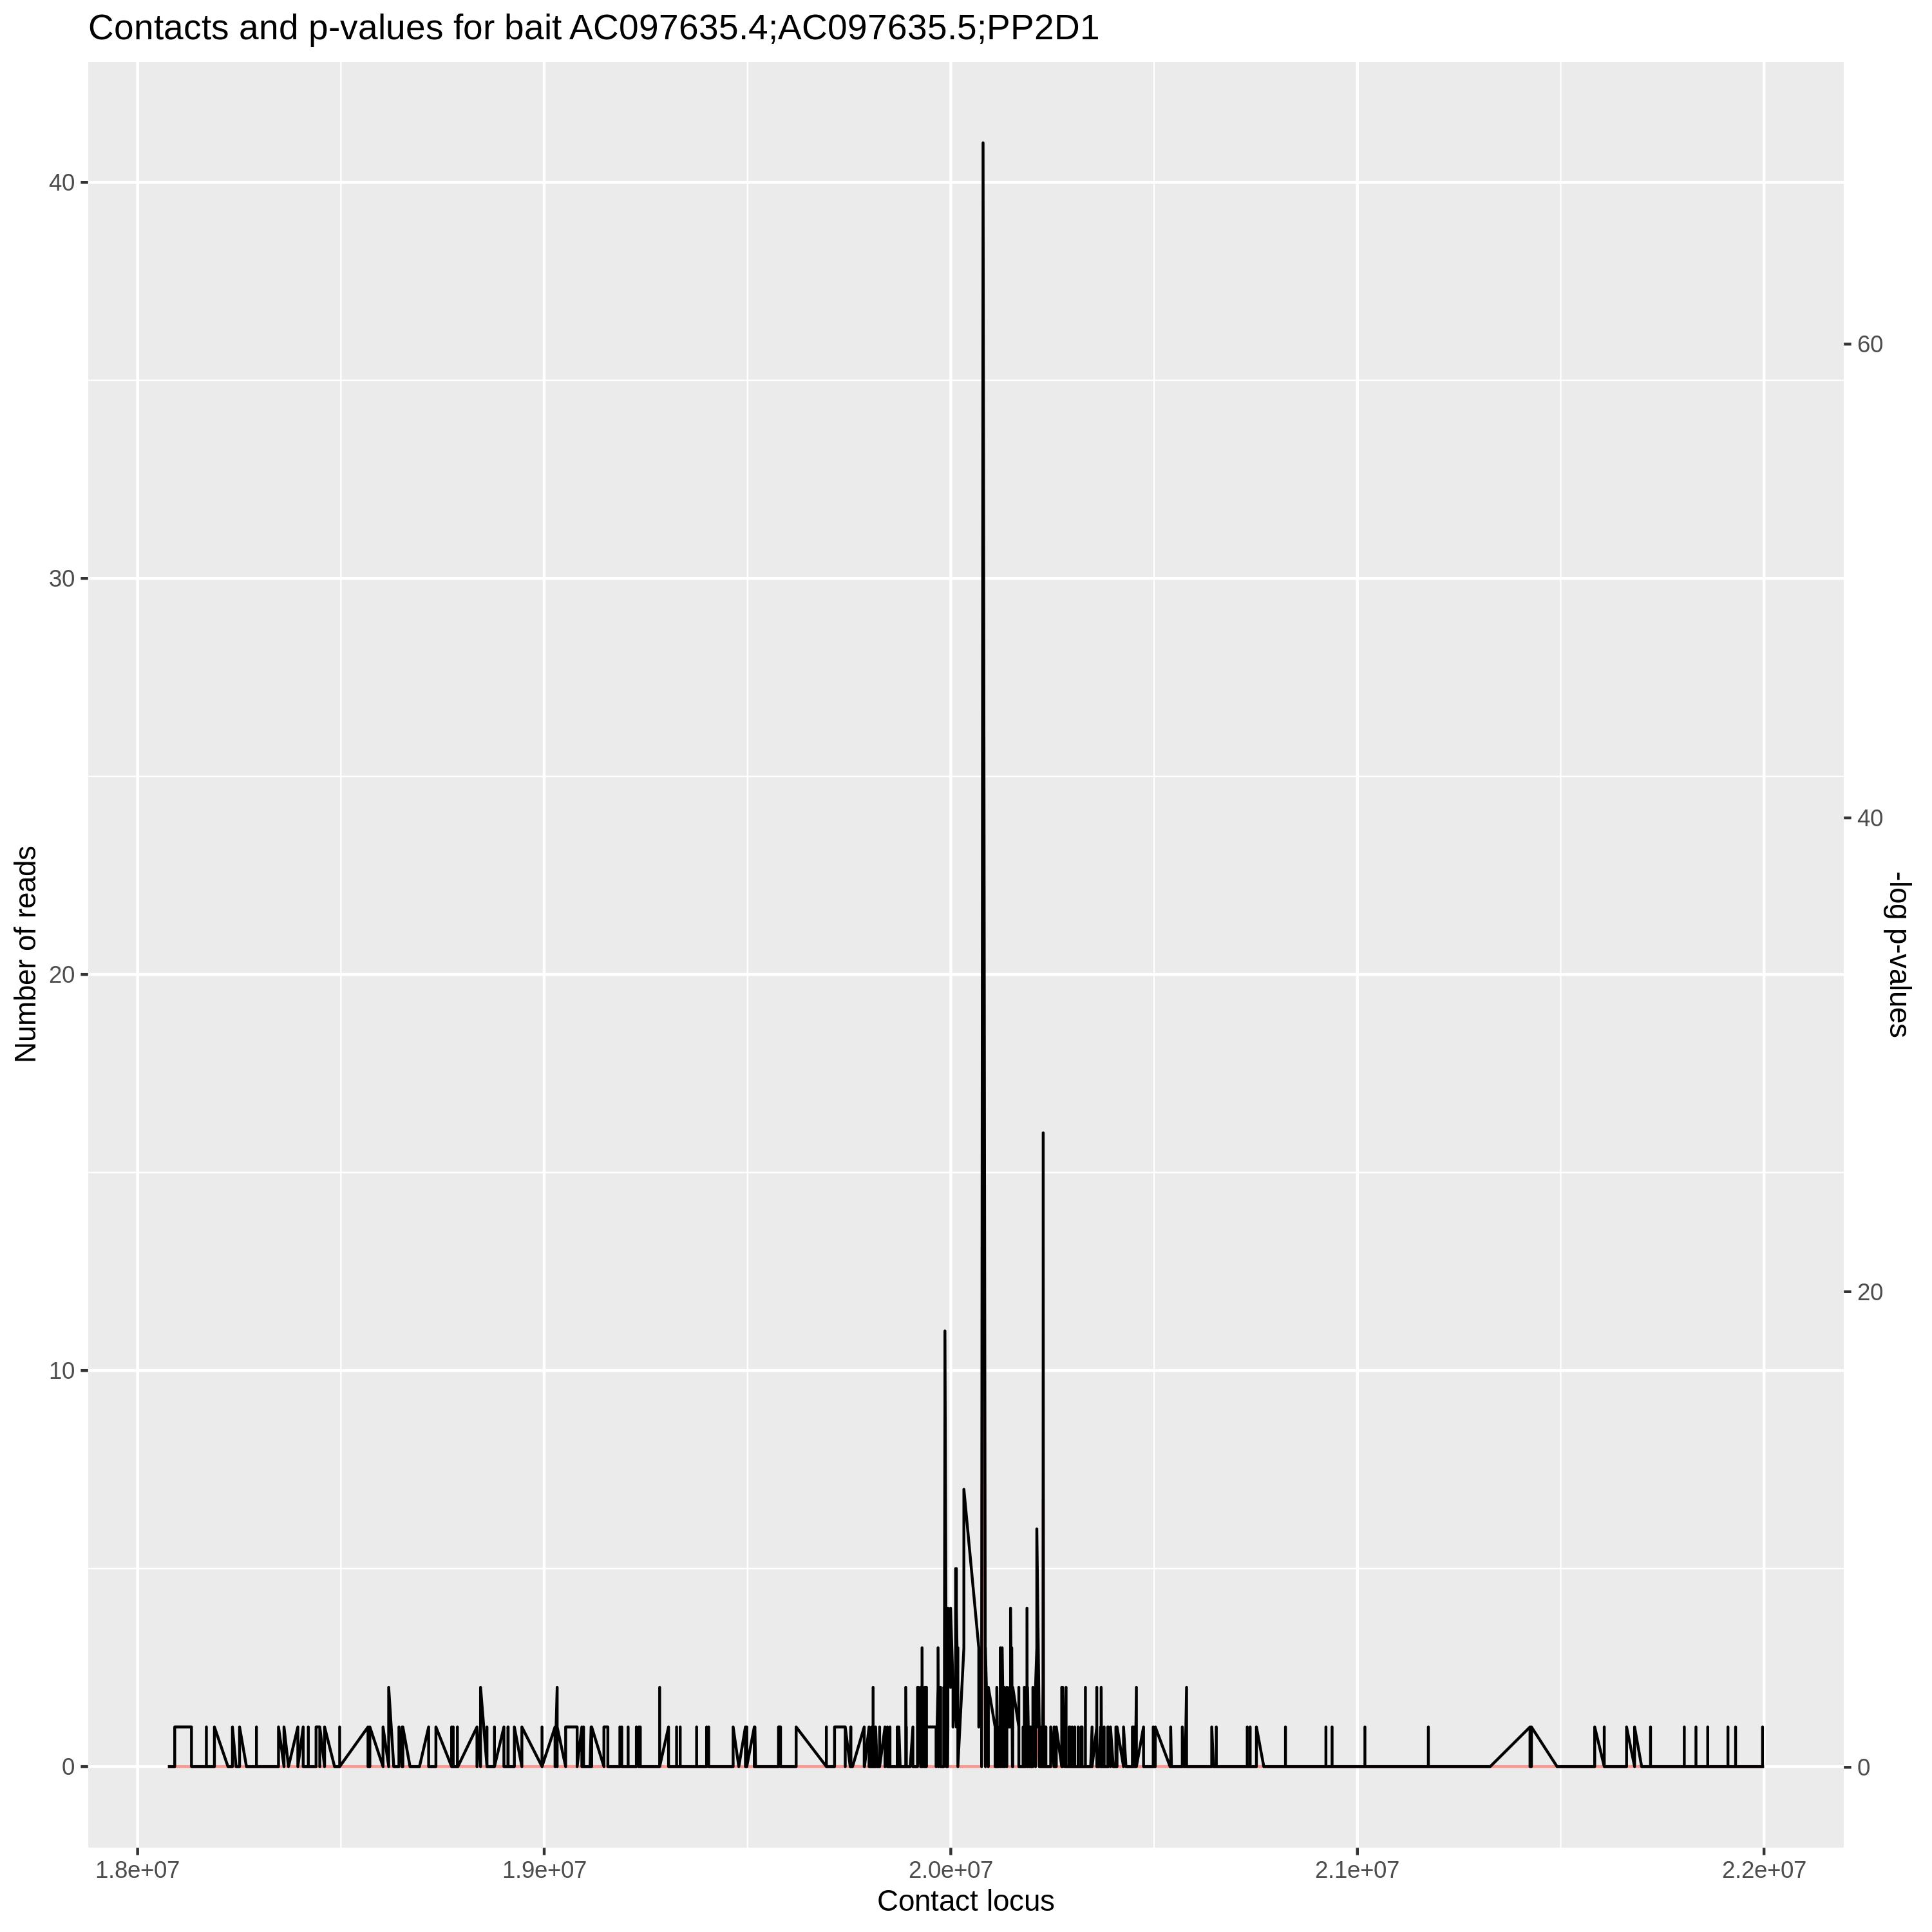 Contacts and p-values for bait AC097635.4;AC097635.5;PP2D1
40
30
20
10
0
Number of reads
60
40
20
0
-log p-values
1.8e+07 1.9e+07 2.0e+07 2.1e+07 2.2e+07
Contact locus